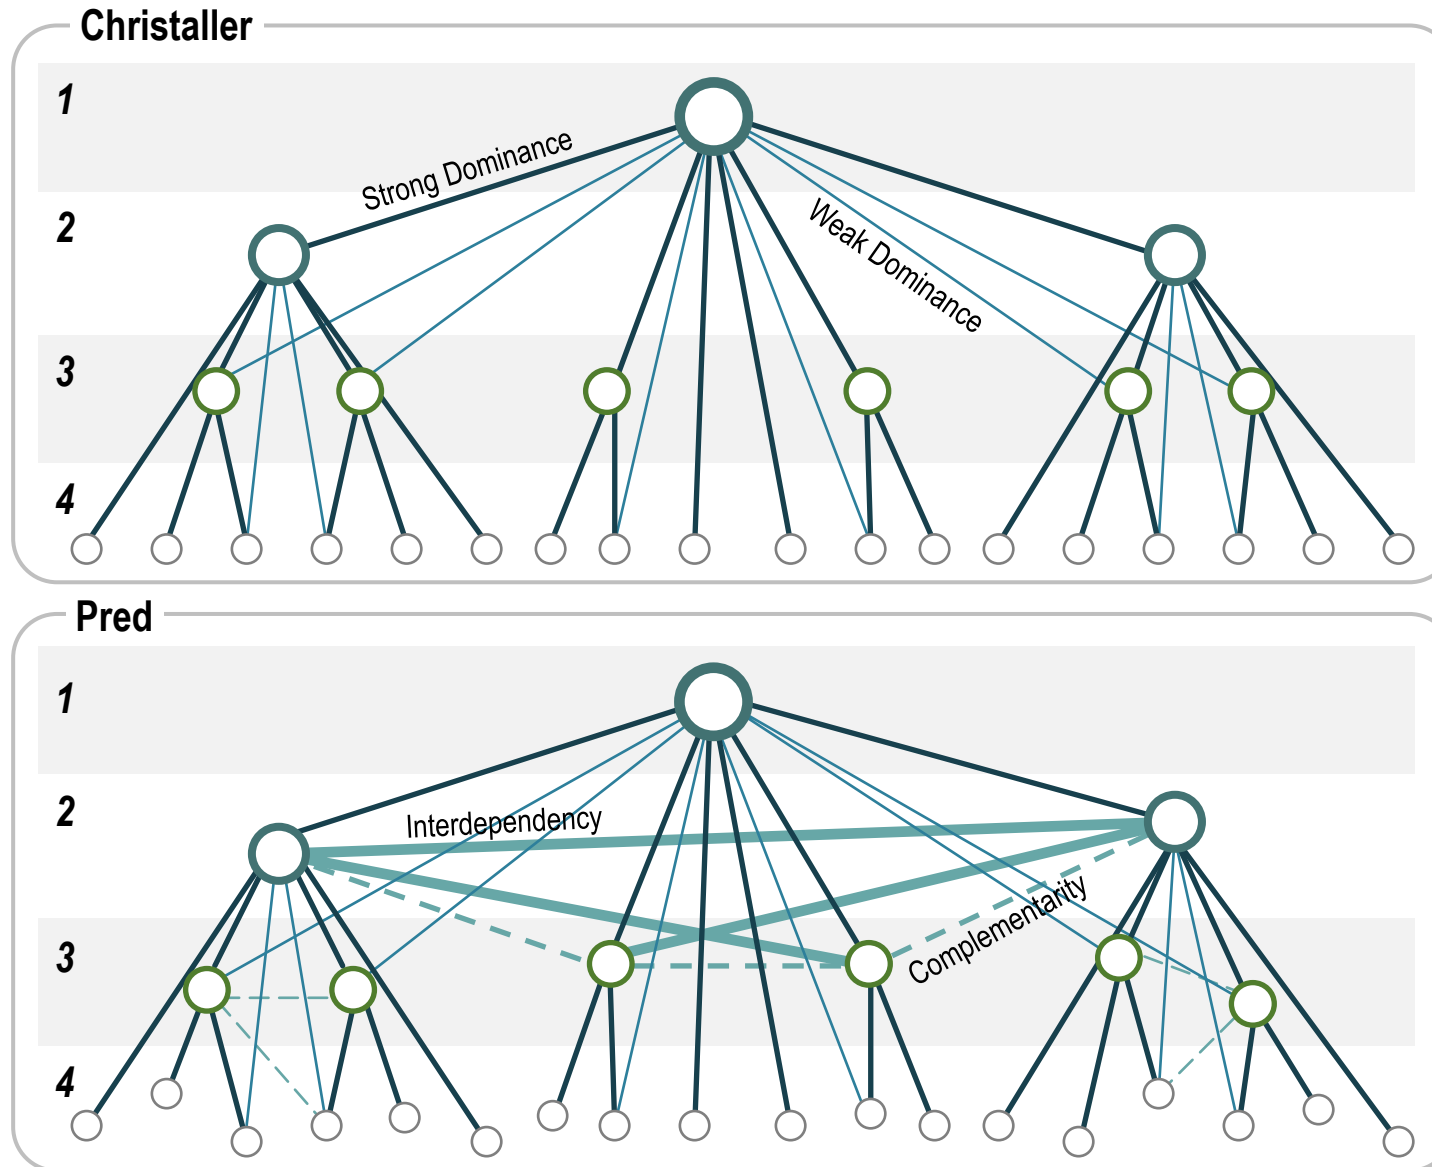 Christaller
1
Strong Dominance
2
Weak Dominance
3
4
Pred
1
2
Interdependency
3
Complementarity
4